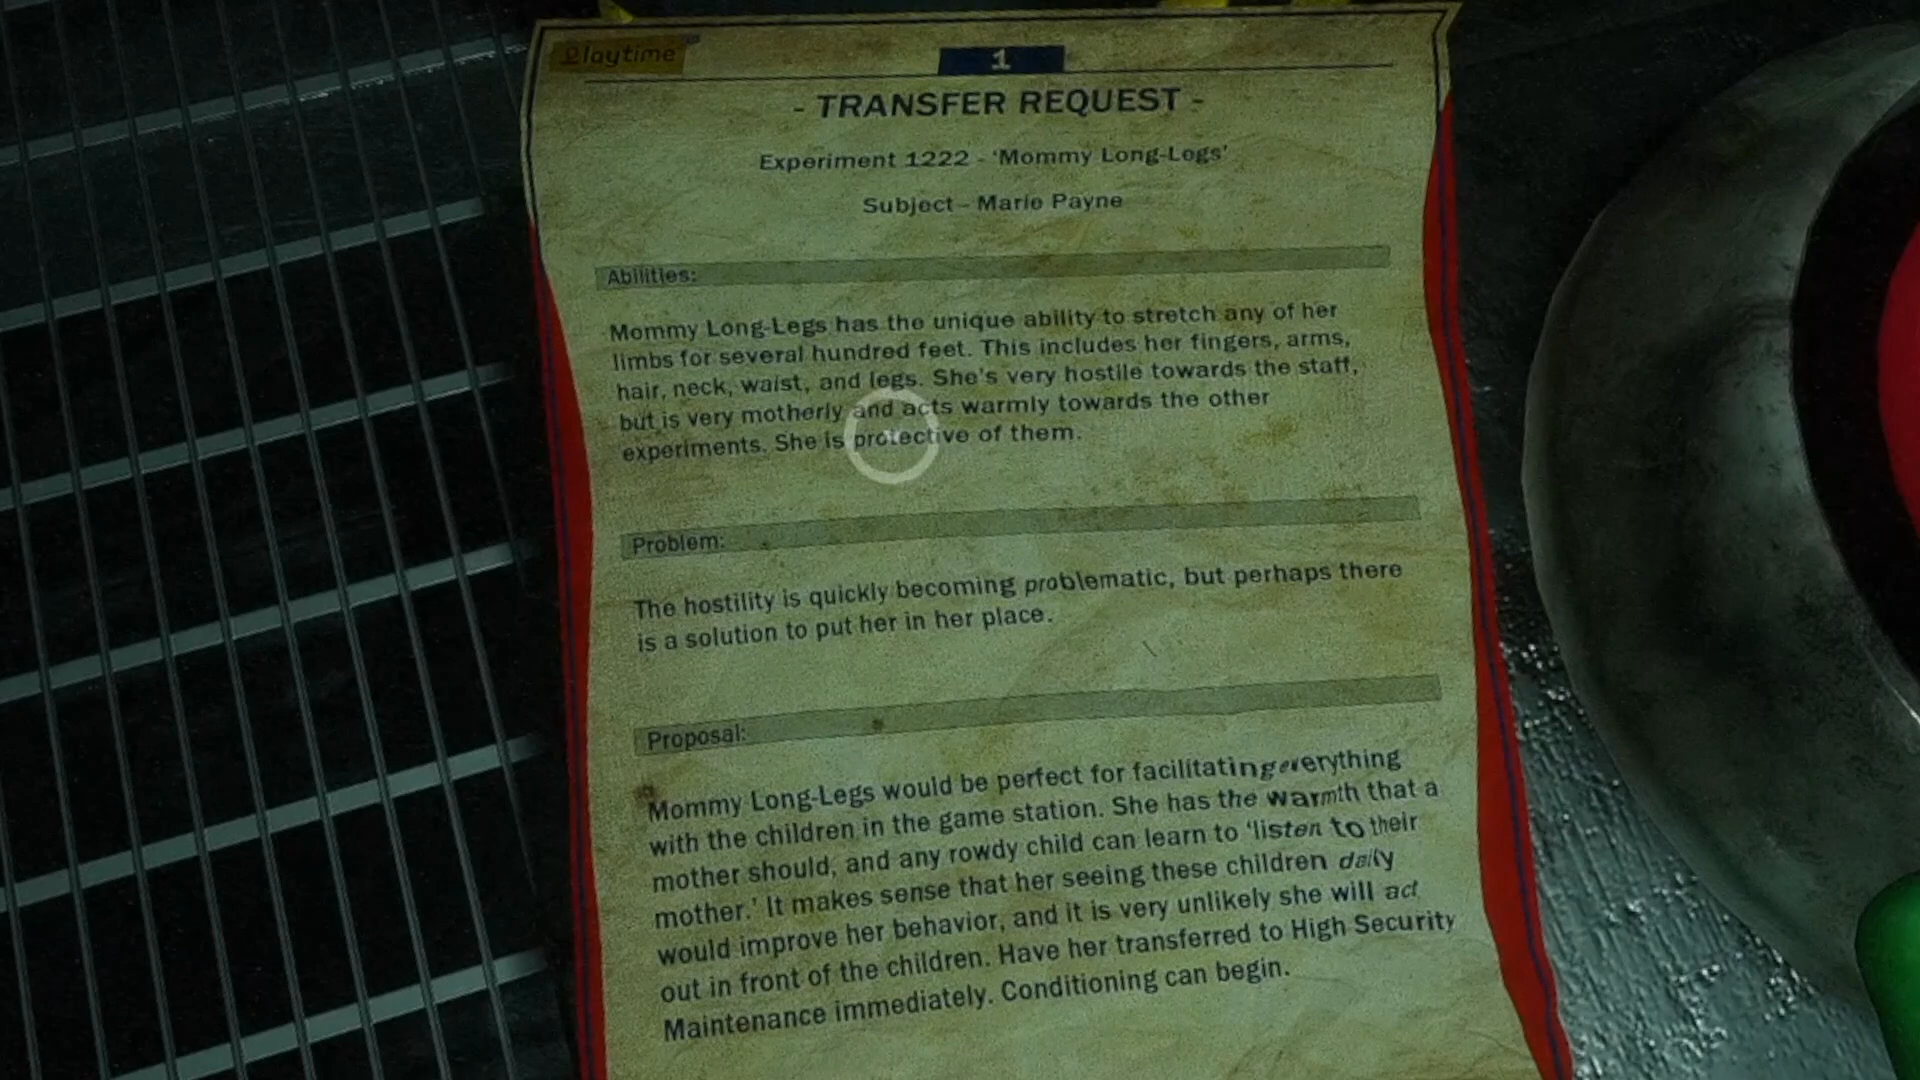 Playtime
1
- TRANSFER REQUEST -
Experiment 1222 - 'Mommy Long-Legs'
Subject - Marie Payne
Abilities:
Mommy Long-Legs has the unique ability to stretch any of her
limbs for several hundred feet. This includes her fingers, arms,
hair, neck, waist, and legs. She's very hostile towards the staff,
but is very motherly and acts warmly towards the other
experiments. She is protective of them.
Problem:
The hostility is quickly becoming problematic, but perhaps there
is a solution to put her in her place.
Proposal:
Mommy Long-Legs would be perfect for facilitating everything
with the children in the game station. She has the warmth that a
mother should, and any rowdy child can learn to 'listen to their
mother.' It makes sense that her seeing these children daily
would improve her behavior, and it is very unlikely she will act
out in front of the children. Have her transferred to High Security
Maintenance immediately. Conditioning can begin.